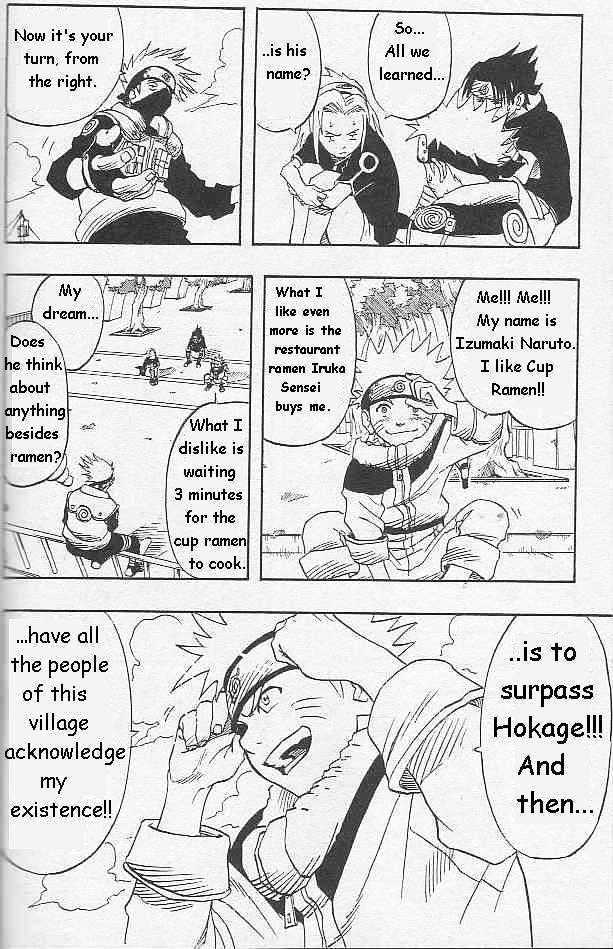 So...
All we
learned...
..is his
name?
Now it's your
turn, from
the right.
Me!!! Me!!!
My name is
Izumaki Naruto.
I like Cup
Ramen!!
What I
like even
more is the
restaurant
ramen Iruka
Sensei
buys me.
What I
dislike is
waiting
3 minutes
for the
cup ramen
to cook.
My
dream...
Does
he think
about
anything
besides
ramen?
..is to
surpass
Hokage!!!
And
then...
...have all
the people
of this
village
acknowledge
my
existence!!